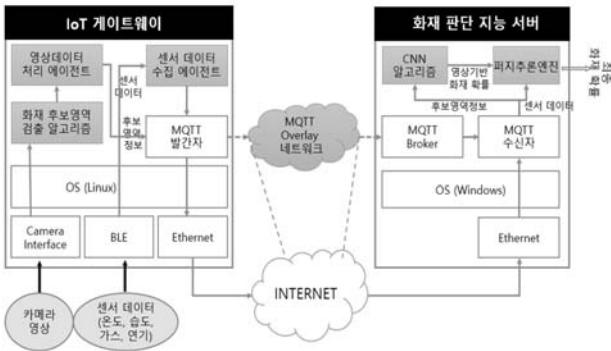 IoT 게이트웨이
영상데이터
처리 에이전트
센서 데이터
수집 에이전트
센서
데이터
화재 후보영역
검출 알고리즘
후보
영역
정보
MQTT
발간자
OS (Linux)
Camera
Interface
BLE
Ethernet
카메라
영상
센서 데이터
(온도, 습도,
가스, 연기)
MQTT
Overlay
네트워크
INTERNET
화재 판단 지능 서버
CNN
알고리즘
영상기반
화재 확률
퍼지추론엔진
최종
화재 확률
후보영역정보
센서 데이터
MQTT
Broker
MQTT
수신자
OS (Windows)
Ethernet